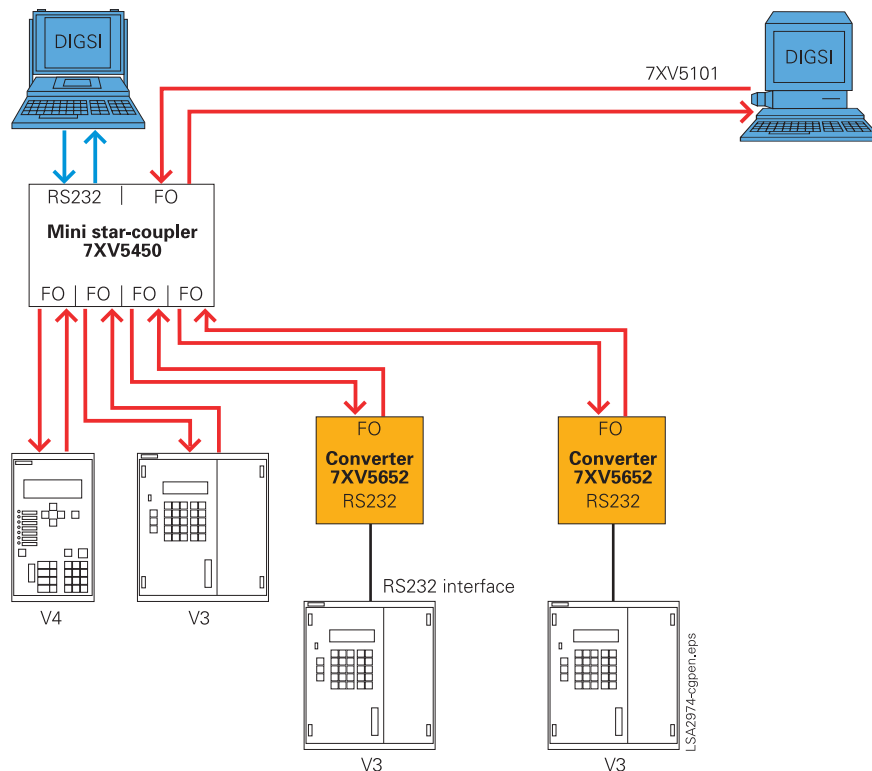 DIGSI
DIGSI
7XV5101
RS232 | FO
Mini star-coupler
7XV5450
FO | FO | FO | FO
FO
Converter
7XV5652
RS232
FO
Converter
7XV5652
RS232
RS232 interface
V4
V3
V3
V3
LSA2974-cgpen.eps